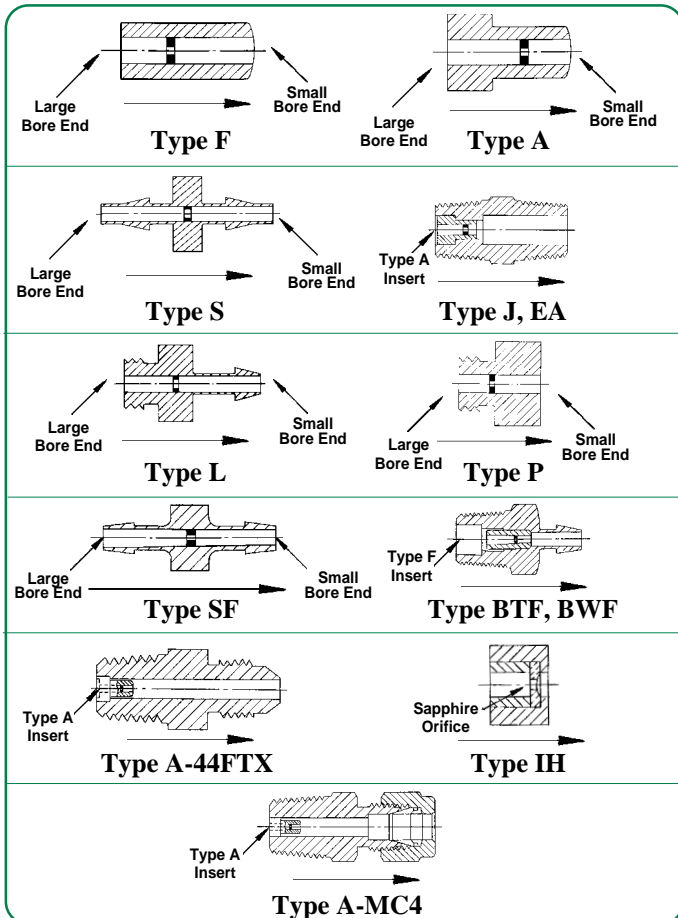 Large
Bore End
Small
Bore End
Type F
Large
Bore End
Small
Bore End
Type A
Large
Bore End
Small
Bore End
Type S
Type A
Insert
Type J, EA
Large
Bore End
Small
Bore End
Type L
Large
Bore End
Small
Bore End
Type P
Large
Bore End
Small
Bore End
Type SF
Type F
Insert
Type BTF, BWF
Type A
Insert
Type A-44FTX
Sapphire
Orifice
Type IH
Type A
Insert
Type A-MC4